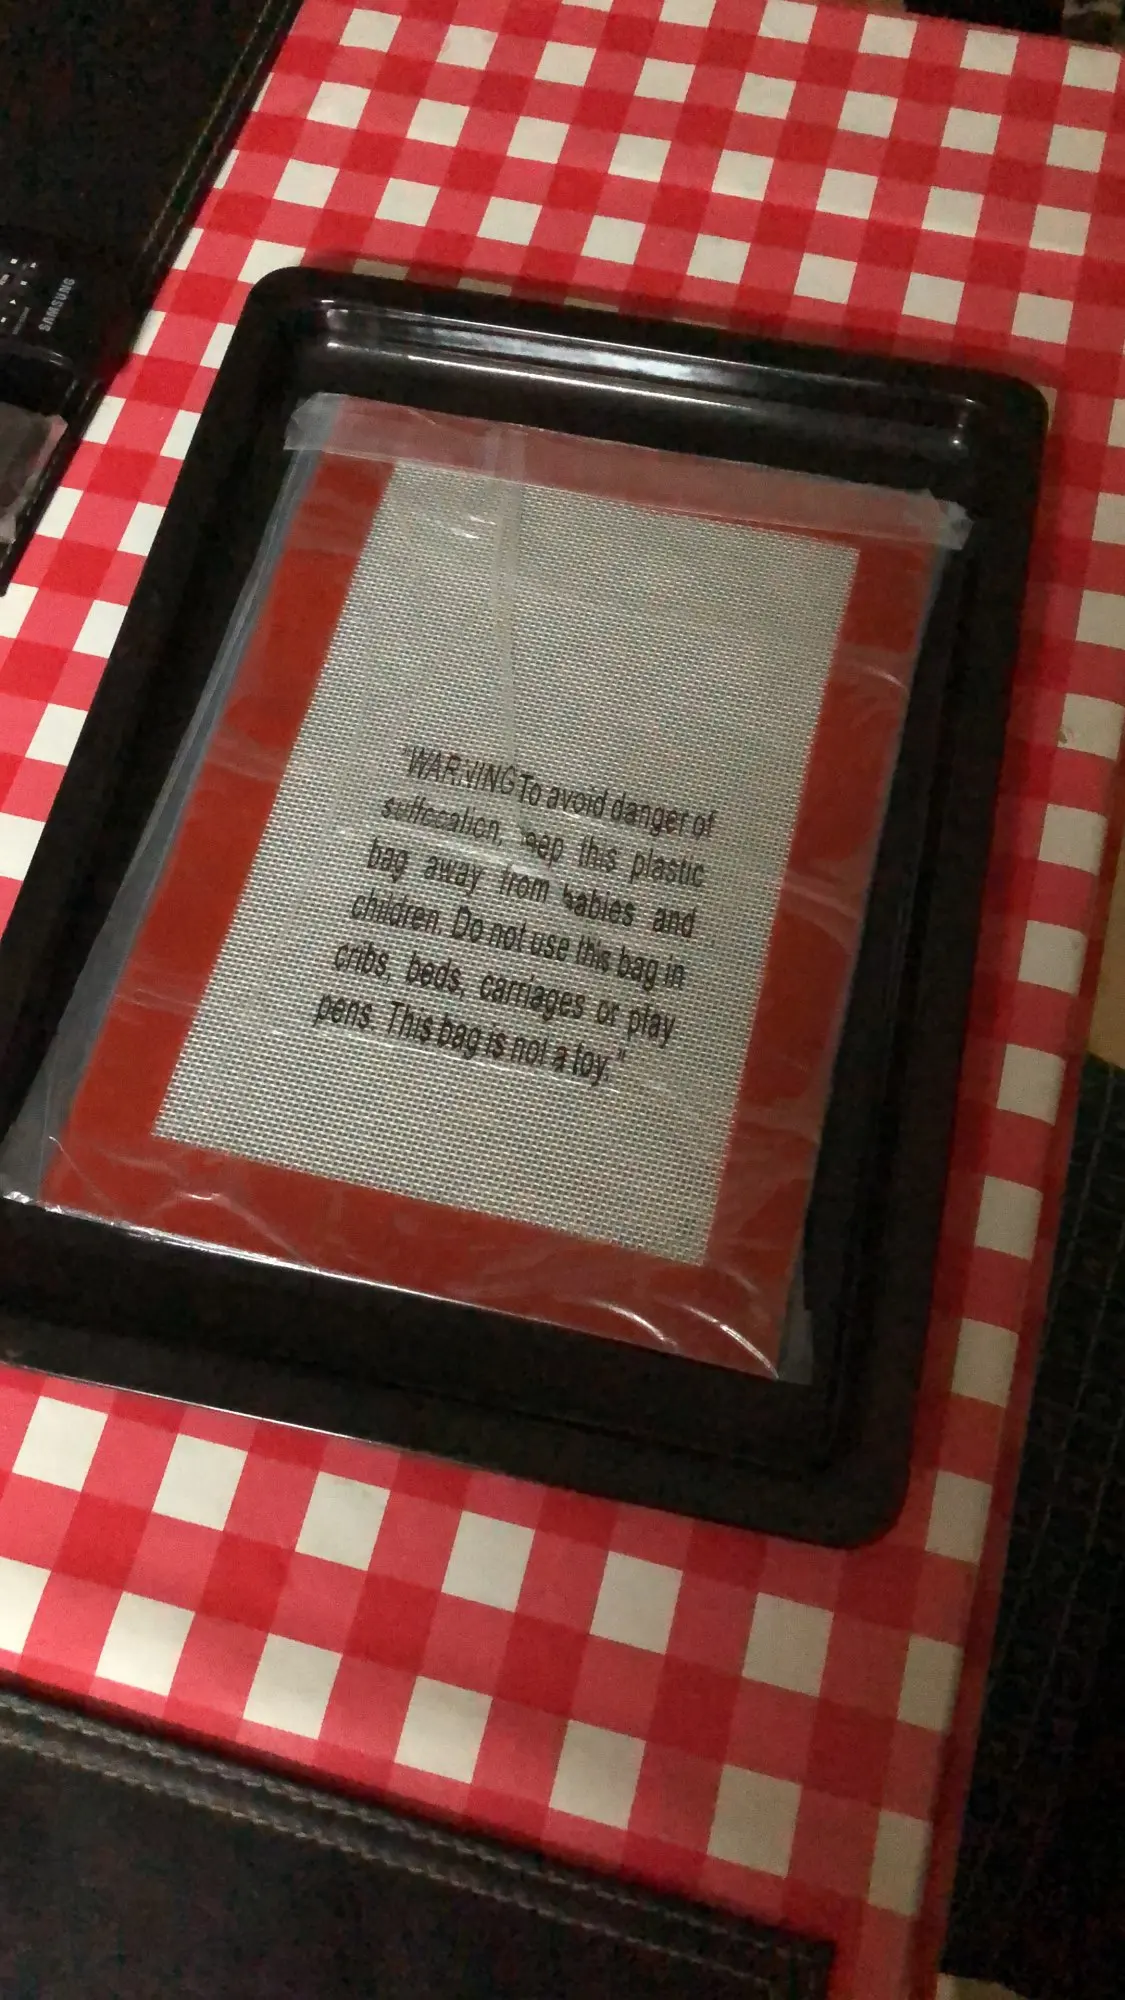 SAMSUNG
"WARNING To avoid danger of
suffocation, keep this plastic
bag away from babies and
children. Do not use this bag in
cribs, beds, carriages or play
pens. This bag is not a toy."